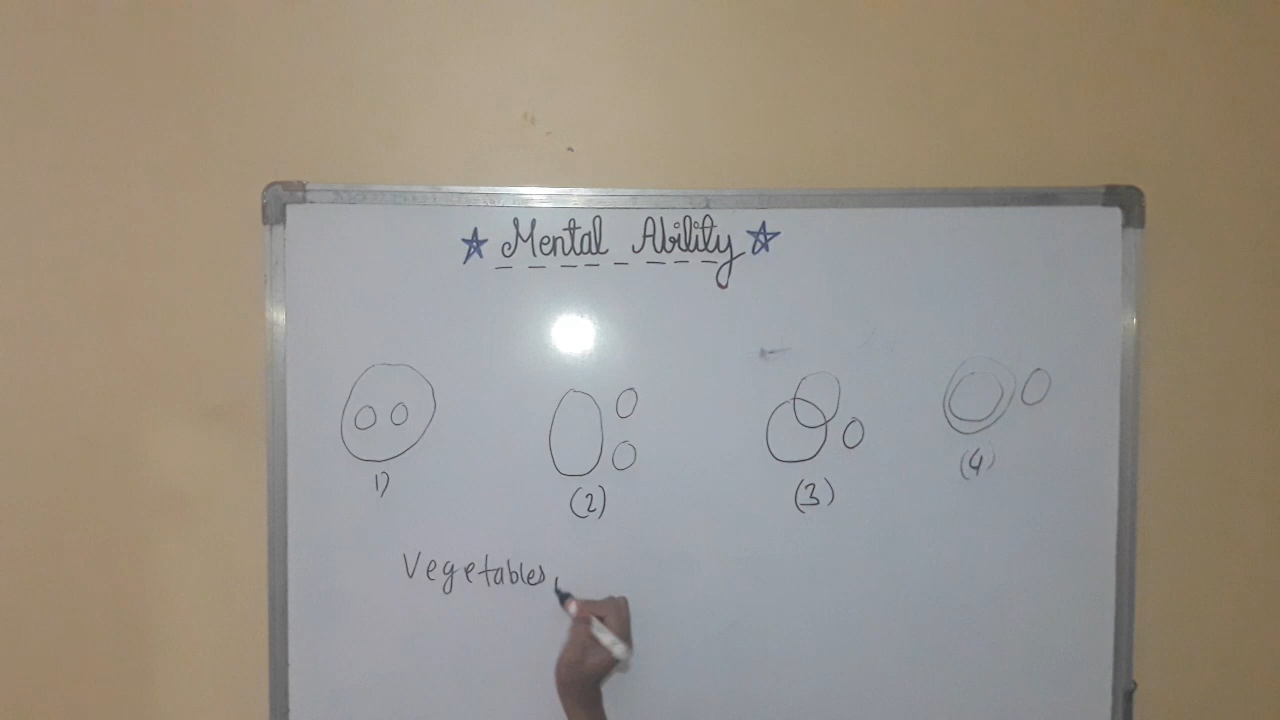 Mental Ability
1)
(2)
(3)
(4)
Vegetables,